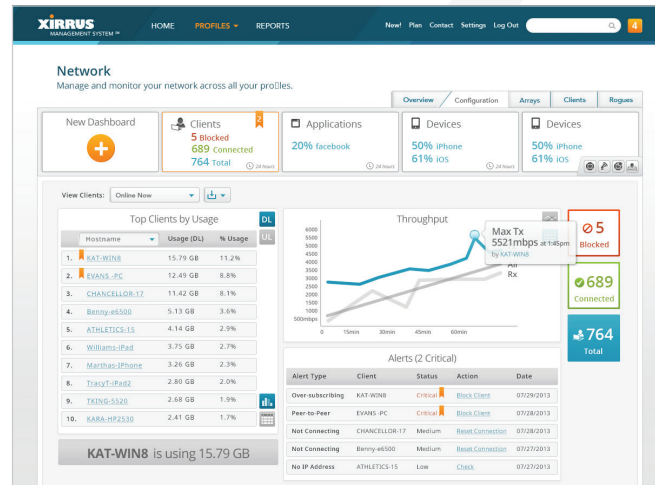 XIRRUS
MANAGEMENT SYSTEM ™
HOME PROFILES REPORTS
New! Plan Contact Settings Log Out
4
Network
Manage and monitor your network across all your pro▯les.
Overview Configuration Arrays Clients Rogues
New Dashboard
Clients
2
5 Blocked
689 Connected
764 Total
24 hours
Applications
20% facebook
24 hours
Devices
50% iPhone
61% iOS
24 hours
Devices
50% iPhone
61% iOS
View Clients: Online Now
Top Clients by Usage
DL
UL
Hostname Usage (DL) % Usage
1. KAT-WIN8 15.79 GB 11.2%
2. EVANS -PC 12.49 GB 8.8%
3. CHANCELLOR-17 11.42 GB 8.1%
4. Benny-e6500 5.13 GB 3.6%
5. ATHLETICS-15 4.14 GB 2.9%
6. Williams-iPad 3.75 GB 2.7%
7. Marthas-IPhone 3.26 GB 2.3%
8. TracyT-iPad2 2.80 GB 2.0%
9. TKING-5520 2.68 GB 1.9%
10. KARA-HP2530 2.41 GB 1.7%
KAT-WIN8 is using 15.79 GB
Throughput
6000
5500
5000
4500
4000
3500
3000
2500
2000
1500
1000
500mbps
0 15min 30min 45min 60min
Max Tx
5521mbps at 1:45pm
by KAT-WIN8
All
Rx
5
Blocked
689
Connected
764
Total
Alerts (2 Critical)
Alert Type Client Status Action Date
Over-subscribing KAT-WIN8 Critical Block Client 07/29/2013
Peer-to-Peer EVANS -PC Critical Block Client 07/28/2013
Not Connecting CHANCELLOR-17 Medium Reset Connection 07/28/2013
Not Connecting Benny-e6500 Medium Reset Connection 07/27/2013
No IP Address ATHLETICS-15 Low Check 07/27/2013